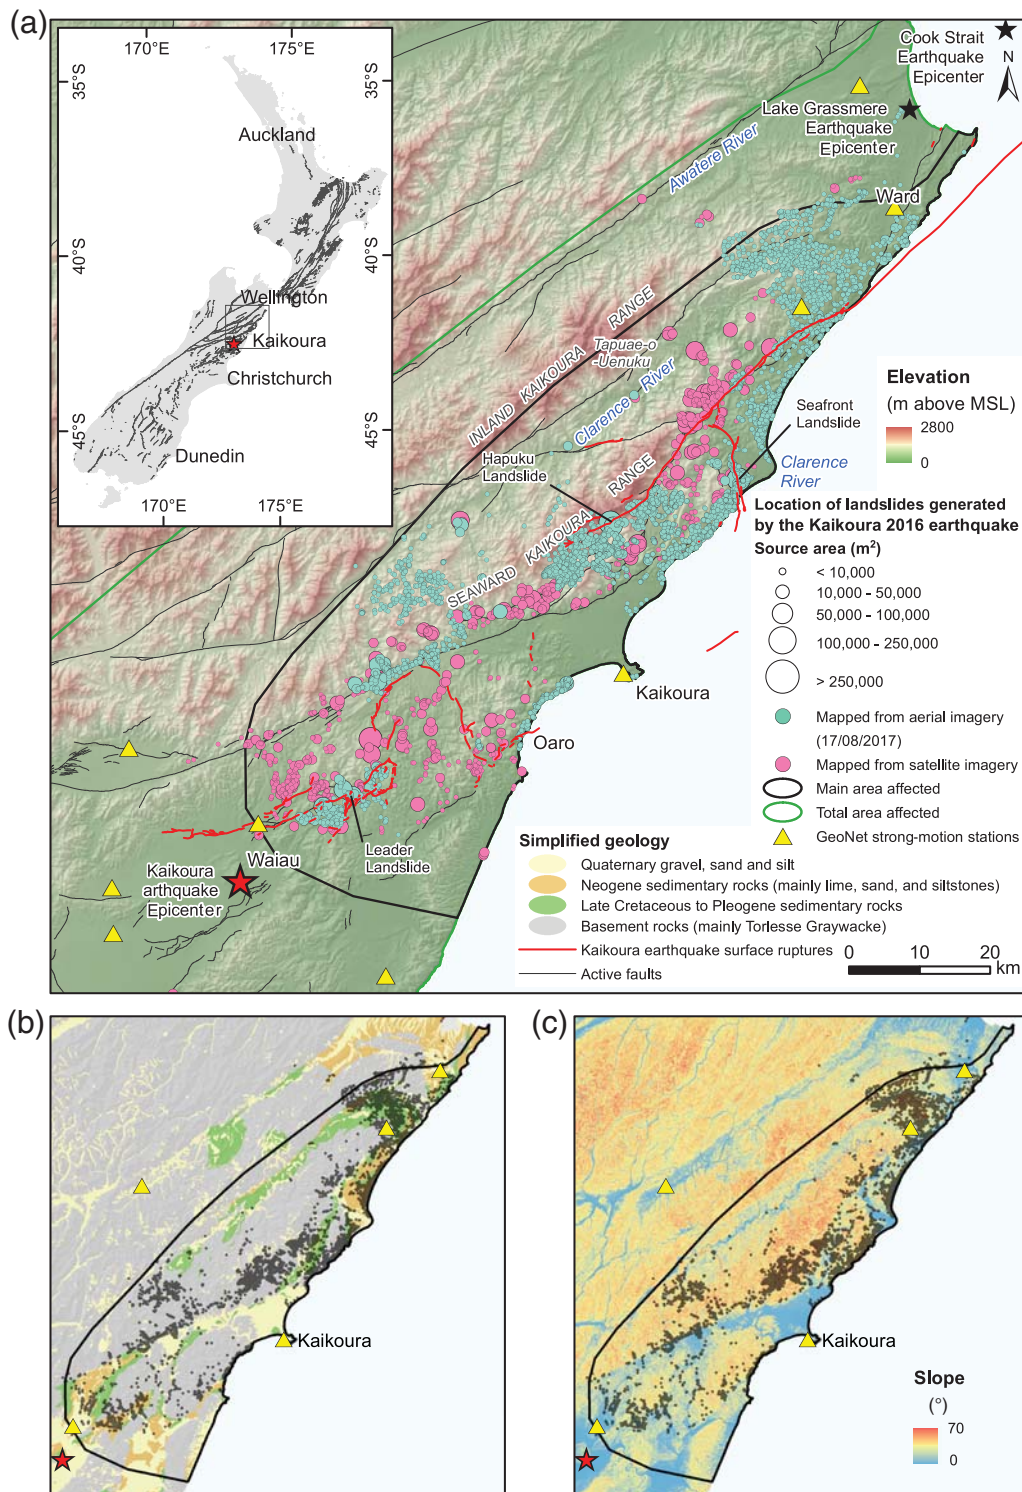 (a)
170°E
175°E
35°S
40°S
45°S
35°S
40°S
45°S
170°E
175°E
Auckland
Wellington
Kaikoura
Christchurch
Dunedin
Cook Strait
Earthquake
Epicenter
N
Lake Grassmere
Earthquake
Epicenter
Awatere River
Ward
INLAND KAIKOURA RANGE
Tapuae-o
-Uenuku
Clarence River
Hapuku
Landslide
SEAWARD KAIKOURA RANGE
Seafront
Landslide
Clarence
River
Kaikoura
Oaro
Leader
Landslide
Waiau
Kaikoura
arthquake
Epicenter
Elevation
(m above MSL)
2800
0
Location of landslides generated
by the Kaikoura 2016 earthquake
Source area (m²)
< 10,000
10,000 - 50,000
50,000 - 100,000
100,000 - 250,000
> 250,000
Mapped from aerial imagery
(17/08/2017)
Mapped from satellite imagery
Main area affected
Total area affected
GeoNet strong-motion stations
Simplified geology
Quaternary gravel, sand and silt
Neogene sedimentary rocks (mainly lime, sand, and siltstones)
Late Cretaceous to Pleogene sedimentary rocks
Basement rocks (mainly Torlesse Graywacke)
Kaikoura earthquake surface ruptures
Active faults
0 10 20
km
(b)
Kaikoura
(c)
Kaikoura
Slope
(°)
70
0